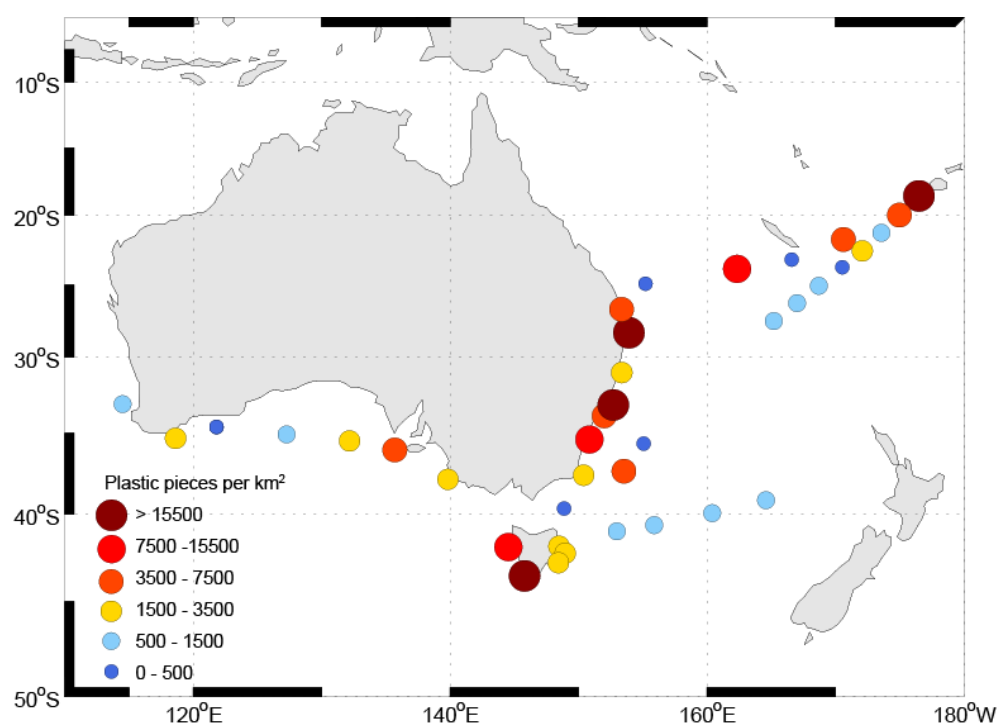 10°S
20°S
30°S
40°S
50°S
Plastic pieces per km²
> 15500
7500 -15500
3500 - 7500
1500 - 3500
500 - 1500
0 - 500
120°E
140°E
160°E
180°W